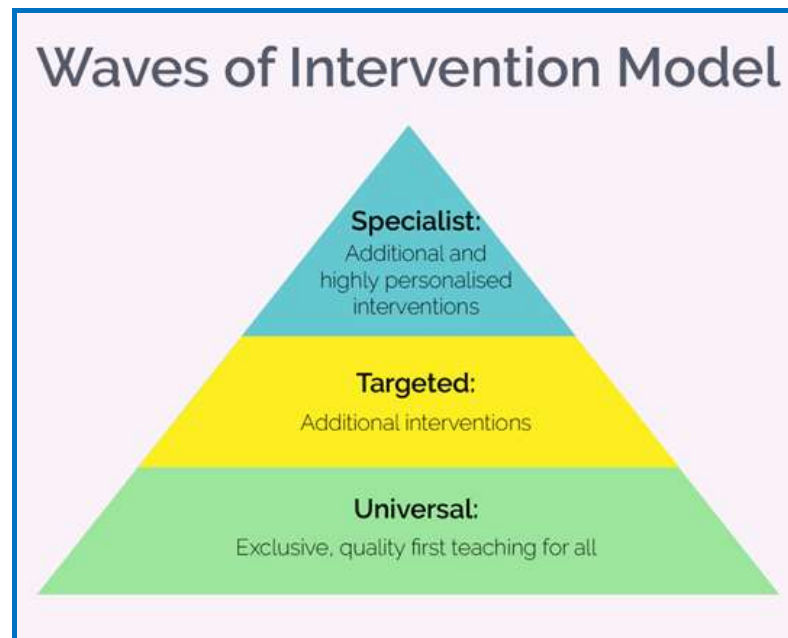 Waves of Intervention Model
Specialist:
Additional and
highly personalised
interventions
Targeted:
Additional interventions
Universal:
Exclusive, quality first teaching for all